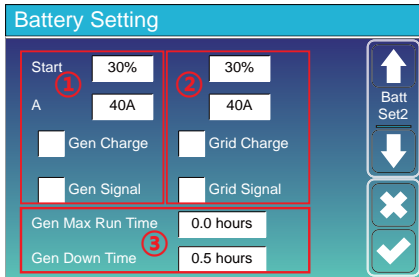 Battery Setting
Start 30% 30%
① ②
A 40A 40A
Gen Charge Grid Charge
Gen Signal Grid Signal
Gen Max Run Time 0.0 hours
③
Gen Down Time 0.5 hours
Batt
Set2